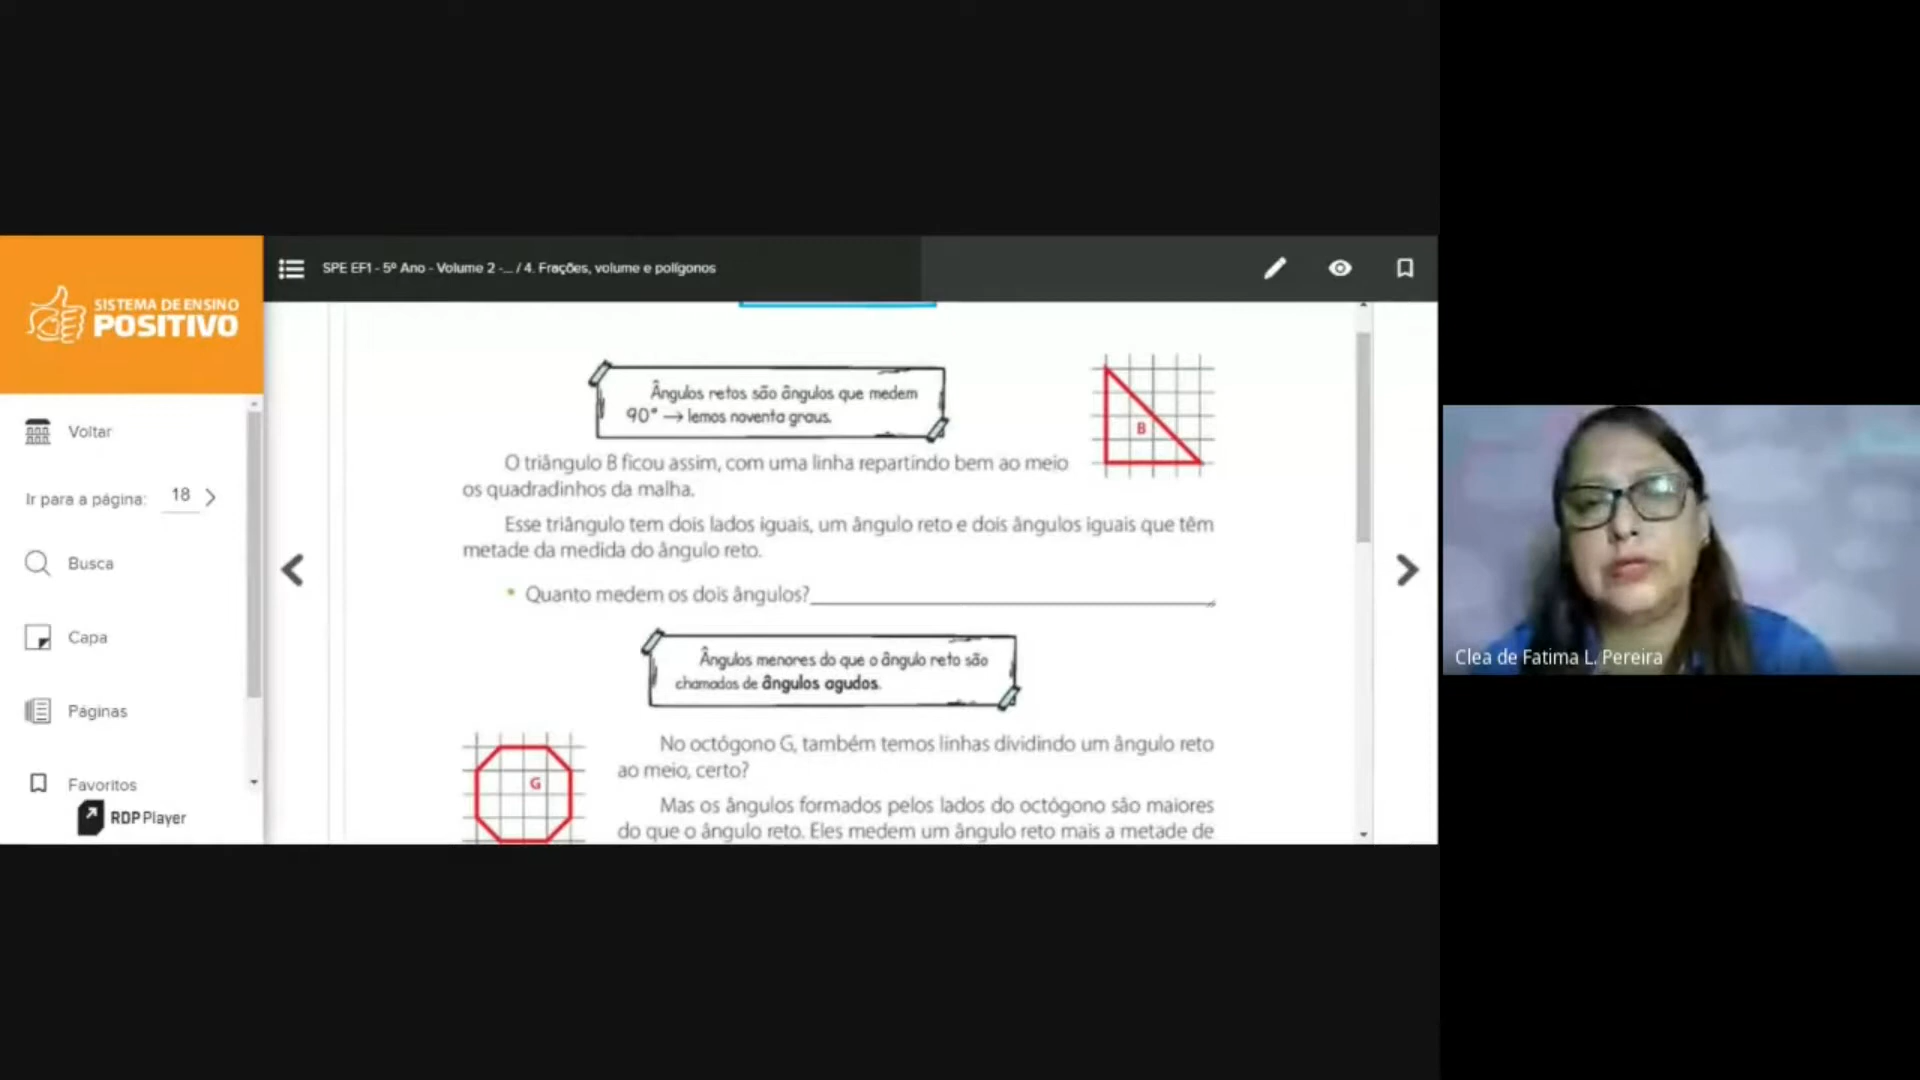 SISTEMA DE ENSINO
POSITIVO
SPE EF1 - 5º Ano - Volume 2 -... / 4. Frações, volume e polígonos
Voltar
Ir para a página: 18
Busca
Capa
Páginas
Favoritos
RDP Player
Ângulos retos são ângulos que medem
90° → lemos noventa graus.
B
O triângulo B ficou assim, com uma linha repartindo bem ao meio
os quadradinhos da malha.
Esse triângulo tem dois lados iguais, um ângulo reto e dois ângulos iguais que têm
metade da medida do ângulo reto.
• Quanto medem os dois ângulos?
Ângulos menores do que o ângulo reto são
chamados de ângulos agudos.
G
No octógono G, também temos linhas dividindo um ângulo reto
ao meio, certo?
Mas os ângulos formados pelos lados do octógono são maiores
do que o ângulo reto. Eles medem um ângulo reto mais a metade de
Clea de Fatima L. Pereira